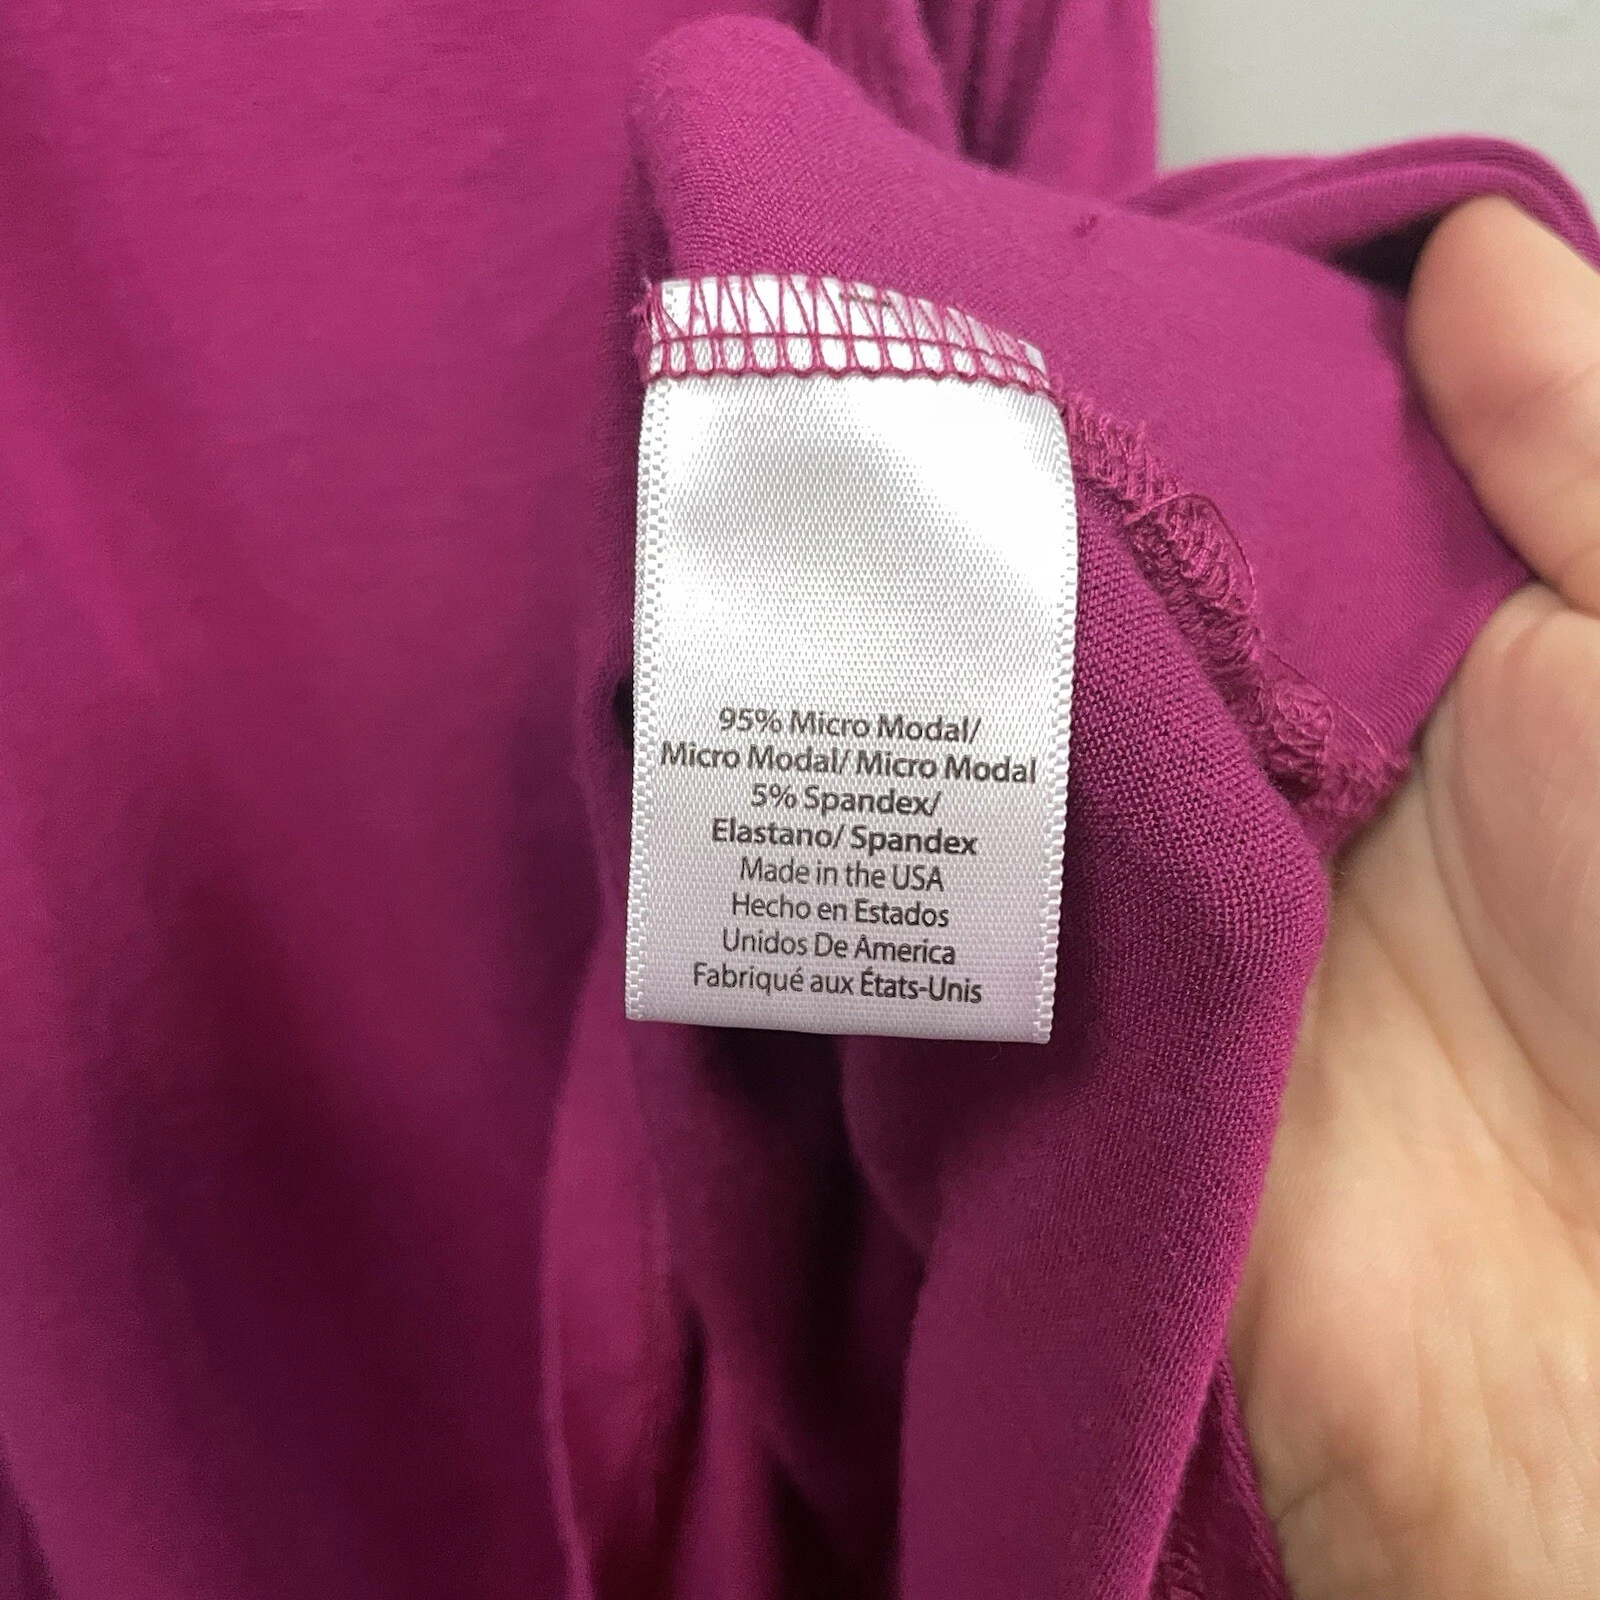 95% Micro Modal/
Micro Modal/ Micro Modal
5% Spandex/
Elastano/ Spandex
Made in the USA
Hecho en Estados
Unidos De America
Fabriqué aux États-Unis